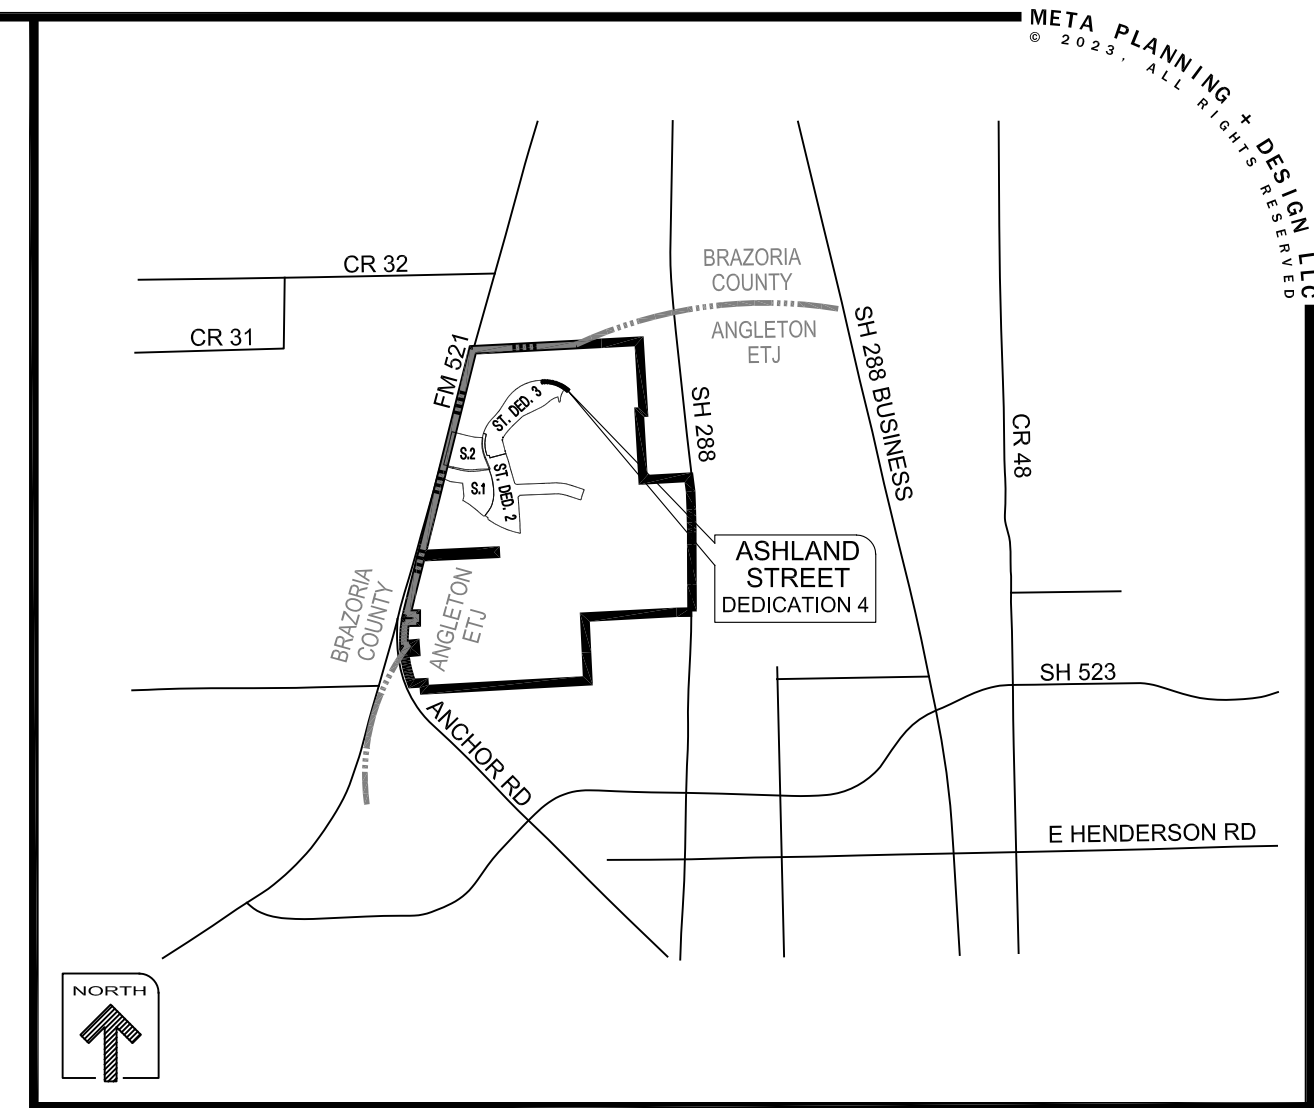 META PLANNING + DESIGN LLC
© 2023, ALL RIGHTS RESERVED
BRAZORIA
COUNTY
CR 32
CR 31
ANGLETON
ETJ
FM 521
SH 288 BUSINESS
ST. DED. 3
SH 288
CR 48
S.2
S.1
ST. DED. 2
ASHLAND
STREET
DEDICATION 4
BRAZORIA
COUNTY
ANGLETON
ETJ
SH 523
ANCHOR RD
E HENDERSON RD
NORTH